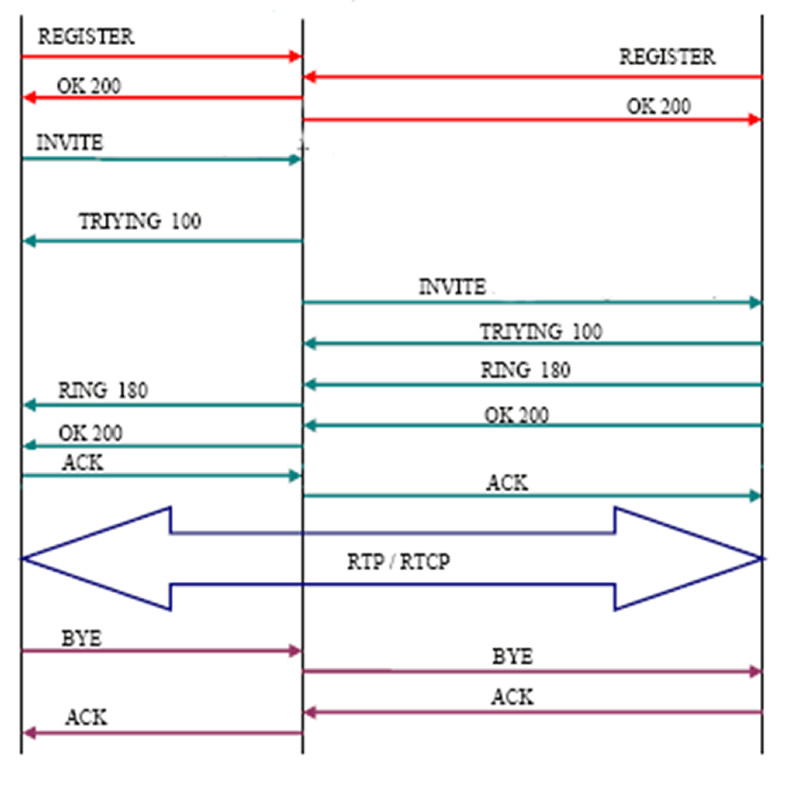 REGISTER
REGISTER
OK 200
OK 200
INVITE
TRIYING 100
INVITE
TRIYING 100
RING 180
RING 180
OK 200
OK 200
ACK
ACK
RTP / RTCP
BYE
BYE
ACK
ACK